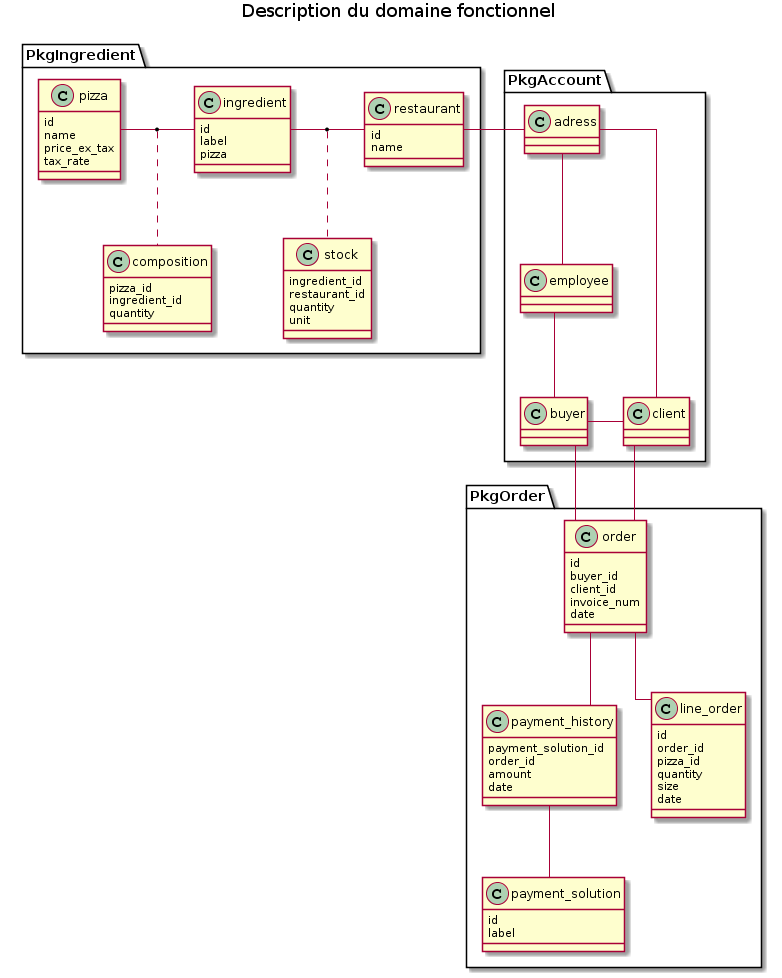 Description du domaine fonctionnel
PkgIngredient
C pizza
id
name
price_ex_tax
tax_rate
C ingredient
id
label
pizza
C restaurant
id
name
C composition
pizza_id
ingredient_id
quantity
C stock
ingredient_id
restaurant_id
quantity
unit
PkgAccount
C adress
C employee
C buyer
C client
PkgOrder
C order
id
buyer_id
client_id
invoice_num
date
C payment_history
payment_solution_id
order_id
amount
date
C line_order
id
order_id
pizza_id
quantity
size
date
C payment_solution
id
label